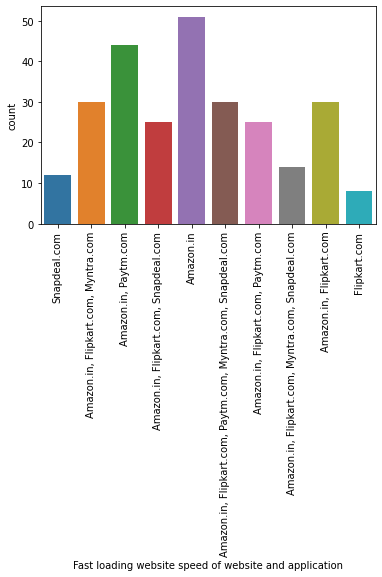 50
40
30
20
10
0
count
Snapdeal.com
Amazon.in, Flipkart.com, Myntra.com
Amazon.in, Paytm.com
Amazon.in, Flipkart.com, Snapdeal.com
Amazon.in
Amazon.in, Flipkart.com, Paytm.com, Myntra.com, Snapdeal.com
Amazon.in, Flipkart.com, Paytm.com
Amazon.in, Flipkart.com, Myntra.com, Snapdeal.com
Amazon.in, Flipkart.com
Flipkart.com
Fast loading website speed of website and application